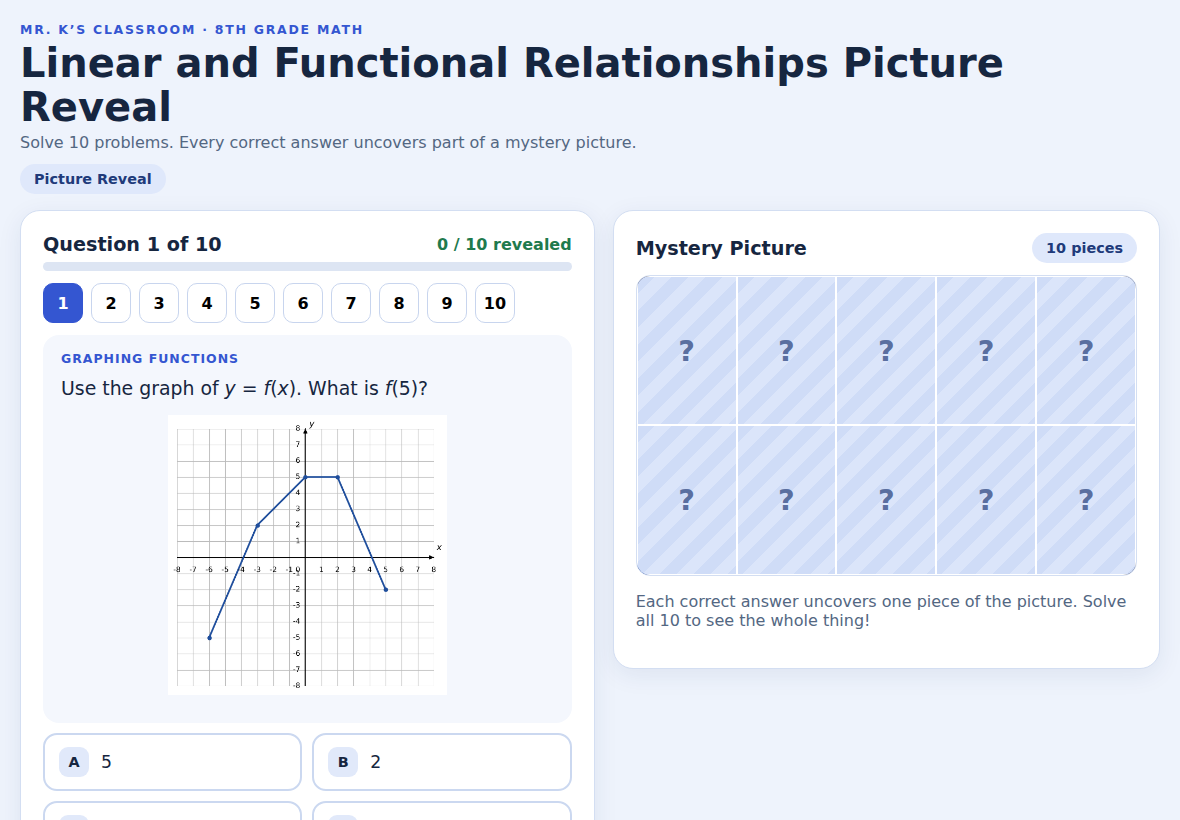 MR. K’S CLASSROOM · 8TH GRADE MATH
Linear and Functional Relationships Picture
Reveal
Solve 10 problems. Every correct answer uncovers part of a mystery picture.
Picture Reveal
Question 1 of 10
0 / 10 revealed
1 2 3 4 5 6 7 8 9 10
GRAPHING FUNCTIONS
Use the graph of y = f(x). What is f(5)?
y
8
7
6
5
4
3
2
1
x
-8 -7 -6 -5 -4 -3 -2 -1 0 1 2 3 4 5 6 7 8
-1
-2
-3
-4
-5
-6
-7
-8
A 5
B 2
Mystery Picture
10 pieces
? ? ? ? ?
? ? ? ? ?
Each correct answer uncovers one piece of the picture. Solve
all 10 to see the whole thing!